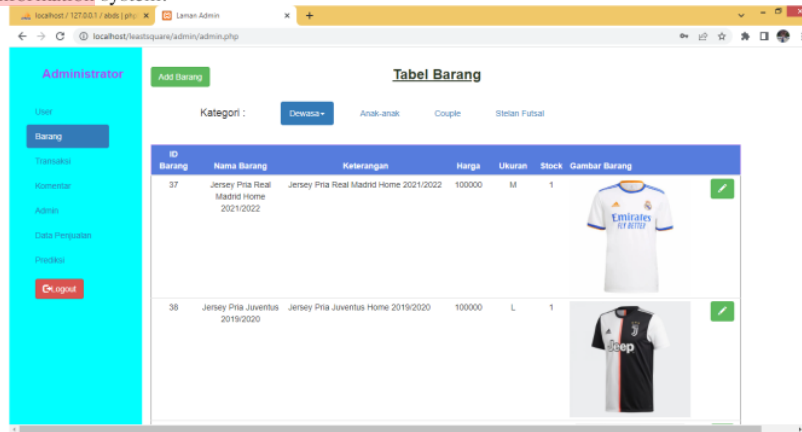 information system.
localhost / 127.0.0.1 / abds | php
Laman Admin
localhost/leastsquare/admin/admin.php
Administrator
User
Barang
Transaksi
Komentar
Admin
Data Penjualan
Prediksi
Logout
Add Barang
Tabel Barang
Kategori :
Dewasa
Anak-anak
Couple
Stelan Futsal
ID Barang
Nama Barang
Keterangan
Harga
Ukuran
Stock
Gambar Barang
37
Jersey Pria Real
Madrid Home
2021/2022
Jersey Pria Real Madrid Home 2021/2022
100000
M
1
Emirates
FLY BETTER
38
Jersey Pria Juventus
2019/2020
Jersey Pria Juventus Home 2019/2020
100000
L
1
Jeep